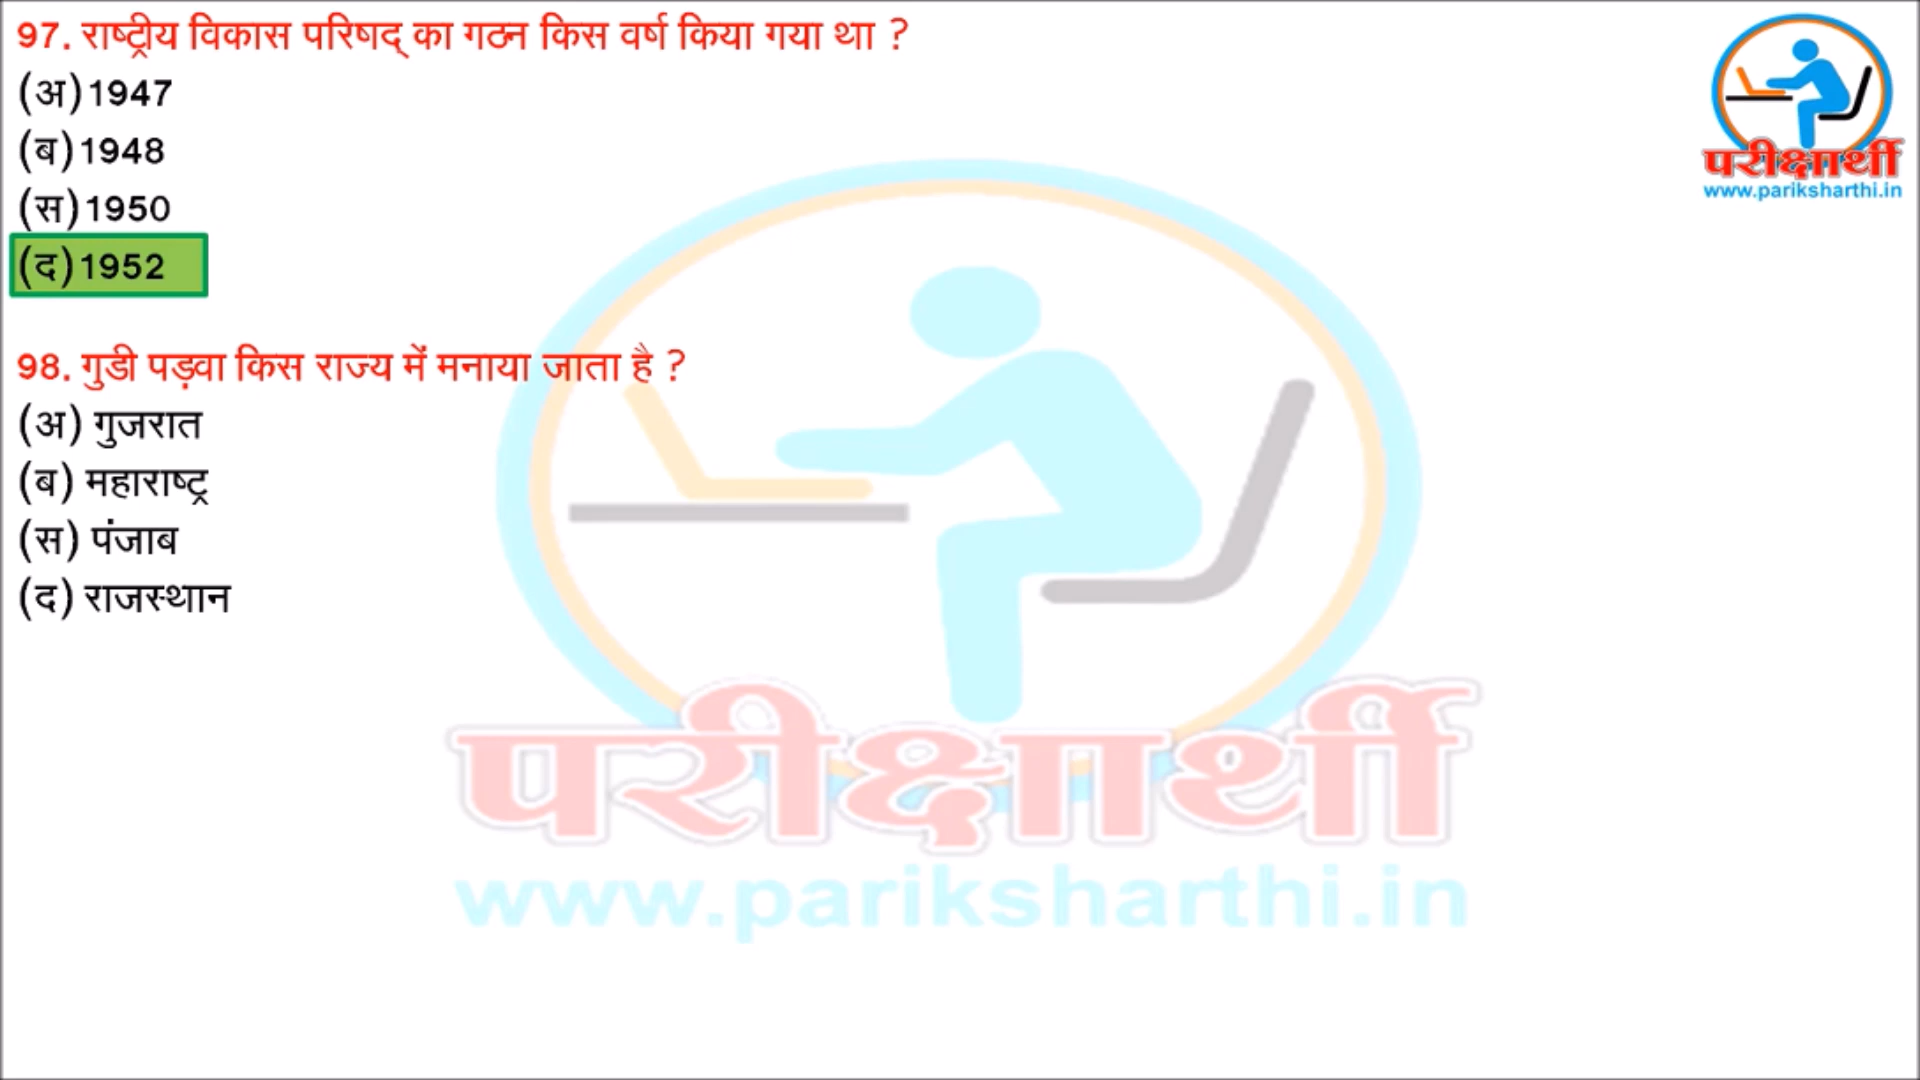 97. राष्ट्रीय विकास परिषद् का गठन किस वर्ष किया गया था ?
(अ)1947
(ब)1948
(स)1950
(द)1952
98. गुडी पड़वा किस राज्य में मनाया जाता है ?
(अ) गुजरात
(ब) महाराष्ट्र
(स) पंजाब
(द) राजस्थान
परीक्षार्थी
www.pariksharthi.in
परीक्षार्थी
www.pariksharthi.in